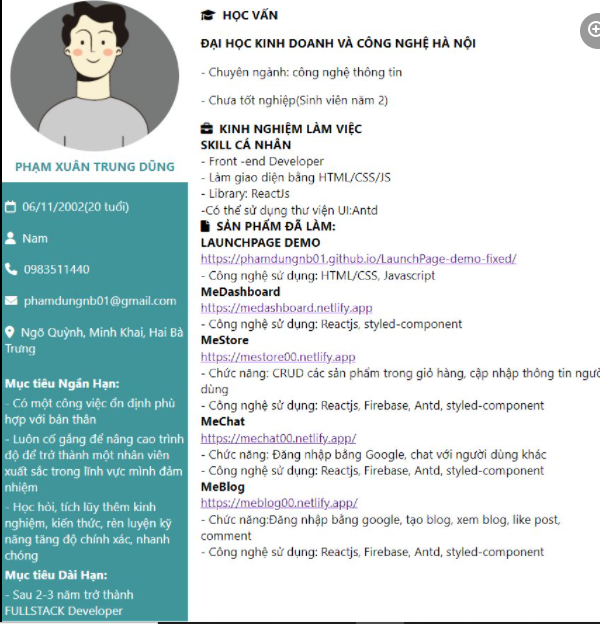 PHẠM XUÂN TRUNG DŨNG
06/11/2002(20 tuổi)
Nam
0983511440
phamdungnb01@gmail.com
Ngõ Quỳnh, Minh Khai, Hai Bà
Trưng
Mục tiêu Ngắn Hạn:
- Có một công việc ổn định phù
hợp với bản thân
- Luôn cố gắng để nâng cao trình
độ để trở thành một nhân viên
xuất sắc trong lĩnh vực mình đảm
nhiệm
- Học hỏi, tích lũy thêm kinh
nghiệm, kiến thức, rèn luyện kỹ
năng tăng độ chính xác, nhanh
chóng
Mục tiêu Dài Hạn:
- Sau 2-3 năm trở thành
FULLSTACK Developer
HỌC VẤN
ĐẠI HỌC KINH DOANH VÀ CÔNG NGHỆ HÀ NỘI
- Chuyên ngành: công nghệ thông tin
- Chưa tốt nghiệp(Sinh viên năm 2)
KINH NGHIỆM LÀM VIỆC
SKILL CÁ NHÂN
- Front -end Developer
- Làm giao diện bằng HTML/CSS/JS
- Library: ReactJs
-Có thể sử dụng thư viện UI:Antd
SẢN PHẨM ĐÃ LÀM:
LAUNCHPAGE DEMO
https://phamdungnb01.github.io/LaunchPage-demo-fixed/
- Công nghệ sử dụng: HTML/CSS, Javascript
MeDashboard
https://medashboard.netlify.app
- Công nghệ sử dụng: Reactjs, styled-component
MeStore
https://mestore00.netlify.app
- Chức năng: CRUD các sản phẩm trong giỏ hàng, cập nhập thông tin ngườ
dùng
- Công nghệ sử dụng: Reactjs, Firebase, Antd, styled-component
MeChat
https://mechat00.netlify.app/
- Chức năng: Đăng nhập bằng Google, chat với người dùng khác
- Công nghệ sử dụng: Reactjs, Firebase, Antd, styled-component
MeBlog
https://meblog00.netlify.app/
- Chức năng:Đăng nhập bằng google, tạo blog, xem blog, like post,
comment
- Công nghệ sử dụng: Reactjs, Firebase, Antd, styled-component